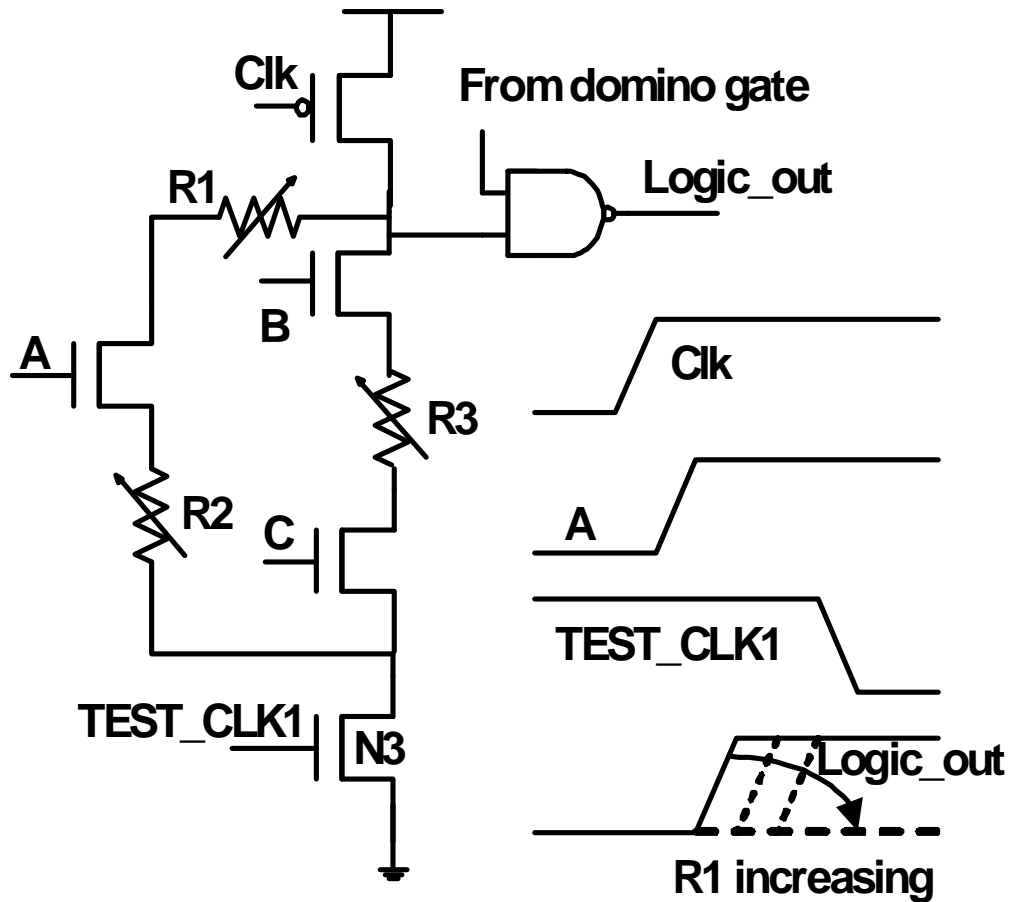 Clk
From domino gate
R1
Logic_out
B
A
Clk
R3
R2
C
A
TEST_CLK1
TEST_CLK1
N3
Logic_out
R1 increasing